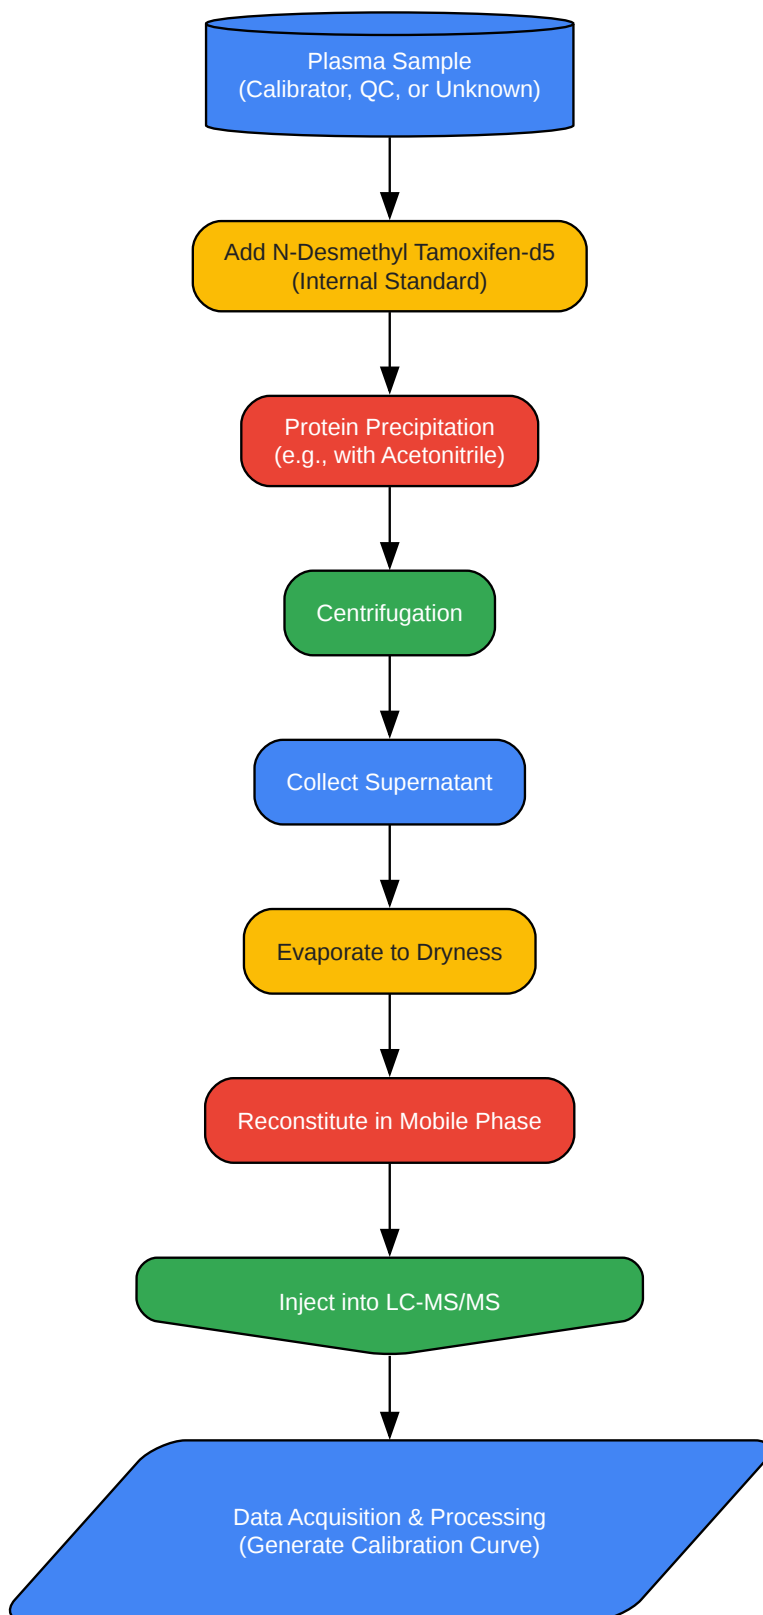 Plasma Sample
(Calibrator, QC, or Unknown)
Add N-Desmethyl Tamoxifen-d5
(Internal Standard)
Protein Precipitation
(e.g., with Acetonitrile)
Centrifugation
Collect Supernatant
Evaporate to Dryness
Reconstitute in Mobile Phase
Inject into LC-MS/MS
Data Acquisition & Processing
(Generate Calibration Curve)